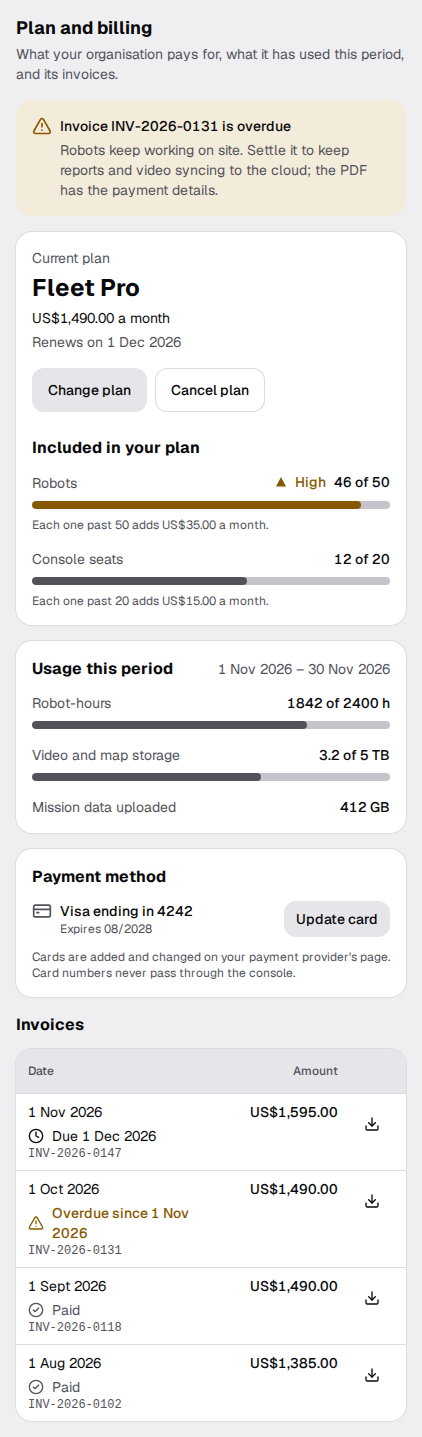 Plan and billing
What your organisation pays for, what it has used this period,
and its invoices.
Invoice INV-2026-0131 is overdue
Robots keep working on site. Settle it to keep
reports and video syncing to the cloud; the PDF
has the payment details.
Current plan
Fleet Pro
US$1,490.00 a month
Renews on 1 Dec 2026
Change plan
Cancel plan
Included in your plan
Robots
High 46 of 50
Each one past 50 adds US$35.00 a month.
Console seats
12 of 20
Each one past 20 adds US$15.00 a month.
Usage this period
1 Nov 2026 – 30 Nov 2026
Robot-hours
1842 of 2400 h
Video and map storage
3.2 of 5 TB
Mission data uploaded
412 GB
Payment method
Visa ending in 4242
Expires 08/2028
Update card
Cards are added and changed on your payment provider's page.
Card numbers never pass through the console.
Invoices
Date
Amount
1 Nov 2026
US$1,595.00
Due 1 Dec 2026
INV-2026-0147
1 Oct 2026
US$1,490.00
Overdue since 1 Nov
2026
INV-2026-0131
1 Sept 2026
US$1,490.00
Paid
INV-2026-0118
1 Aug 2026
US$1,385.00
Paid
INV-2026-0102